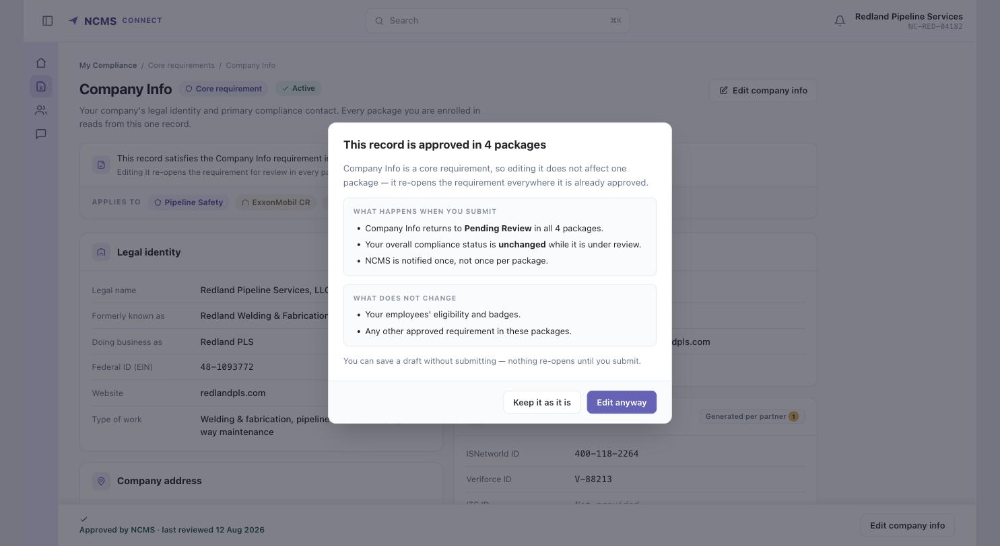 NCMS CONNECT
Search
⌘K
Redland Pipeline Services
NC-RED-04182
My Compliance / Core requirements / Company Info
Company Info
Core requirement
Active
Edit company info
Your company's legal identity and primary compliance contact. Every package you are enrolled in
reads from this one record.
This record satisfies the Company Info requirement
Editing it re-opens the requirement for review in every
APPLIES TO
Pipeline Safety
ExxonMobil CR
Legal identity
Legal name
Redland Pipeline Services, LLC
Formerly known as
Redland Welding & Fabrication
Doing business as
Redland PLS
Federal ID (EIN)
48-1093772
Website
redlandpls.com
Type of work
Welding & fabrication, pipeline
way maintenance
Company address
This record is approved in 4 packages
Company Info is a core requirement, so editing it does not affect one
package — it re-opens the requirement everywhere it is already approved.
WHAT HAPPENS WHEN YOU SUBMIT
• Company Info returns to Pending Review in all 4 packages.
• Your overall compliance status is unchanged while it is under review.
• NCMS is notified once, not once per package.
WHAT DOES NOT CHANGE
• Your employees' eligibility and badges.
• Any other approved requirement in these packages.
You can save a draft without submitting — nothing re-opens until you submit.
Keep it as it is
Edit anyway
dpls.com
Generated per partner 1
ISNetworld ID
400-118-2264
Veriforce ID
V-88213
ITS ID
Not provided
Approved by NCMS · last reviewed 12 Aug 2026
Edit company info